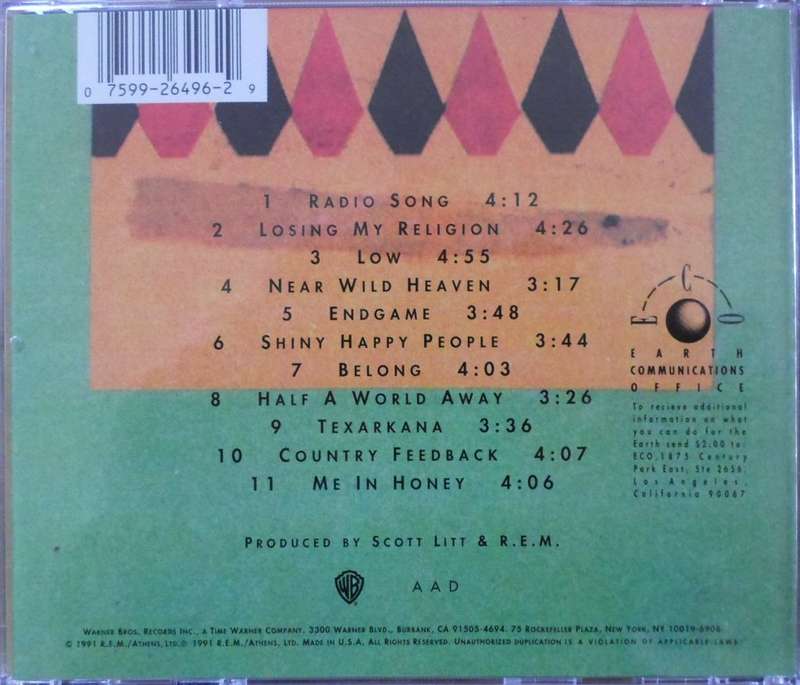 0 7599-26496-2 9
1 RADIO SONG 4:12
2 LOSING MY RELIGION 4:26
3 LOW 4:55
4 NEAR WILD HEAVEN 3:17
5 ENDGAME 3:48
6 SHINY HAPPY PEOPLE 3:44
7 BELONG 4:03
8 HALF A WORLD AWAY 3:26
9 TEXARKANA 3:36
10 COUNTRY FEEDBACK 4:07
11 ME IN HONEY 4:06
ECO
EARTH
COMMUNICATIONS
OFFICE
To recieve additional
information on what
you can do for the
Earth send $2.00 to:
ECO, 1875 Century
Park East, Ste 2656,
Los Angeles,
California 90067
PRODUCED BY SCOTT LITT & R.E.M.
WB AAD
WARNER BROS. RECORDS INC., A TIME WARNER COMPANY. 3300 WARNER BLVD., BURBANK, CA 91505-4694. 75 ROCKEFELLER PLAZA, NEW YORK, NY 10019-6908
© 1991 R.E.M./ATHENS, LTD. ℗ 1991 R.E.M./ATHENS, LTD. MADE IN U.S.A. ALL RIGHTS RESERVED. UNAUTHORIZED DUPLICATION IS A VIOLATION OF APPLICABLE LAWS.